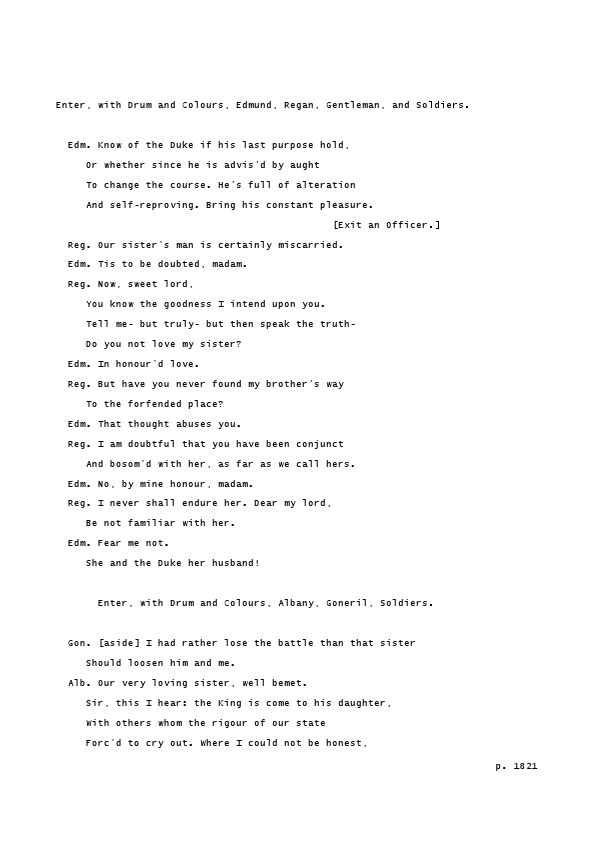 Enter, with Drum and Colours, Edmund, Regan, Gentleman, and Soldiers.
Edm. Know of the Duke if his last purpose hold,
Or whether since he is advis'd by aught
To change the course. He's full of alteration
And self-reproving. Bring his constant pleasure.
[Exit an Officer.]
Reg. Our sister's man is certainly miscarried.
Edm. Tis to be doubted, madam.
Reg. Now, sweet lord,
You know the goodness I intend upon you.
Tell me- but truly- but then speak the truth-
Do you not love my sister?
Edm. In honour'd love.
Reg. But have you never found my brother's way
To the forfended place?
Edm. That thought abuses you.
Reg. I am doubtful that you have been conjunct
And bosom'd with her, as far as we call hers.
Edm. No, by mine honour, madam.
Reg. I never shall endure her. Dear my lord,
Be not familiar with her.
Edm. Fear me not.
She and the Duke her husband!
Enter, with Drum and Colours, Albany, Goneril, Soldiers.
Gon. [aside] I had rather lose the battle than that sister
Should loosen him and me.
Alb. Our very loving sister, well bemet.
Sir, this I hear: the King is come to his daughter,
With others whom the rigour of our state
Forc'd to cry out. Where I could not be honest,
p. 1821